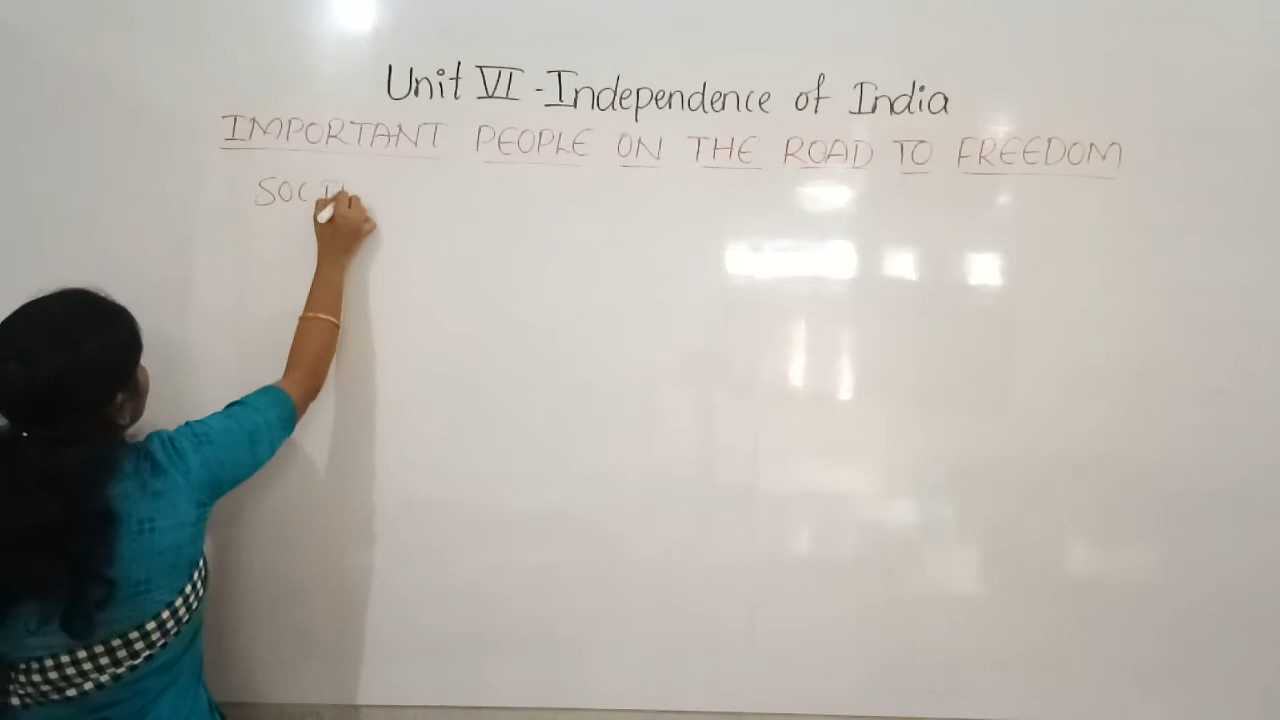 Unit VI - Independence of India
IMPORTANT PEOPLE ON THE ROAD TO FREEDOM